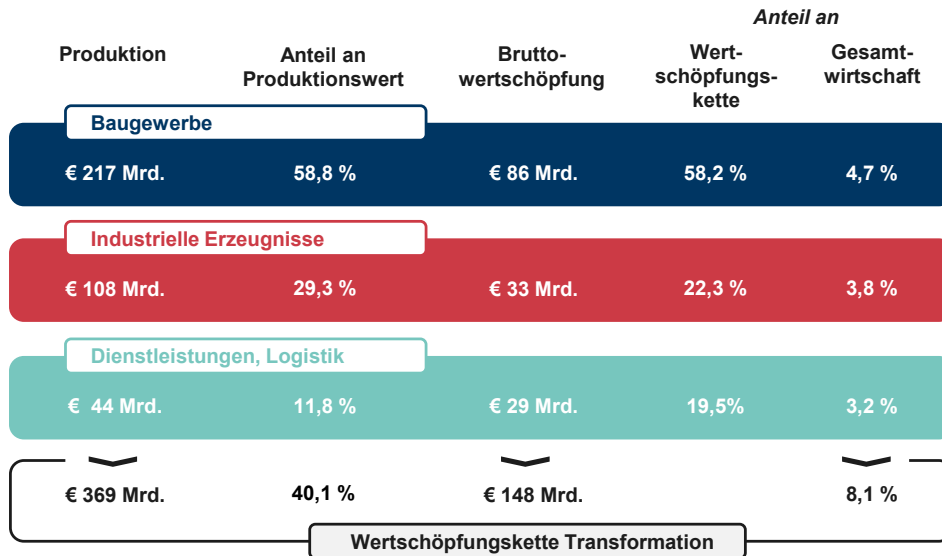 Anteil an
Produktion
Anteil an
Produktionswert
Brutto-
wertschöpfung
Wert-
schöpfungs-
kette
Gesamt-
wirtschaft
Baugewerbe
€ 217 Mrd. 58,8 % € 86 Mrd. 58,2 % 4,7 %
Industrielle Erzeugnisse
€ 108 Mrd. 29,3 % € 33 Mrd. 22,3 % 3,8 %
Dienstleistungen, Logistik
€ 44 Mrd. 11,8 % € 29 Mrd. 19,5% 3,2 %
€ 369 Mrd. 40,1 % € 148 Mrd. 8,1 %
Wertschöpfungskette Transformation